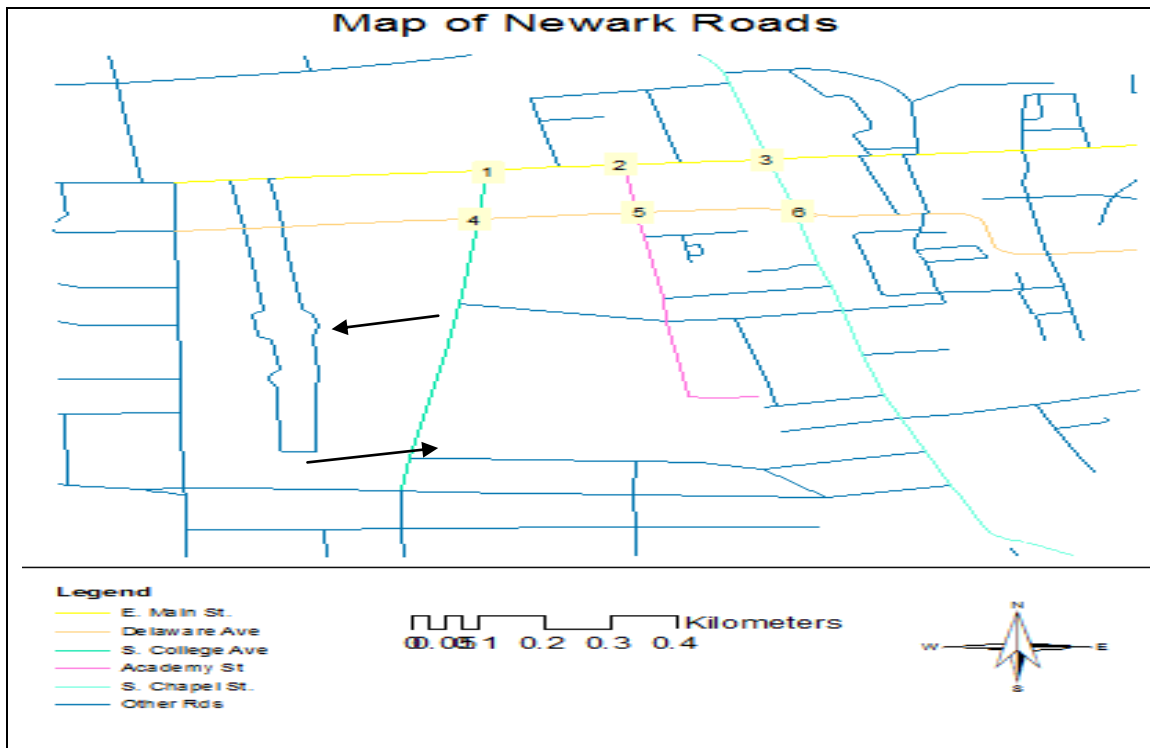 Map of Newark Roads
1 2 3
4 5 6
Legend
E. Main St.
Delaware Ave
S. College Ave
Academy St
S. Chapel St.
Other Rds
Kilometers
0.2 0.3 0.4
N
W E
S